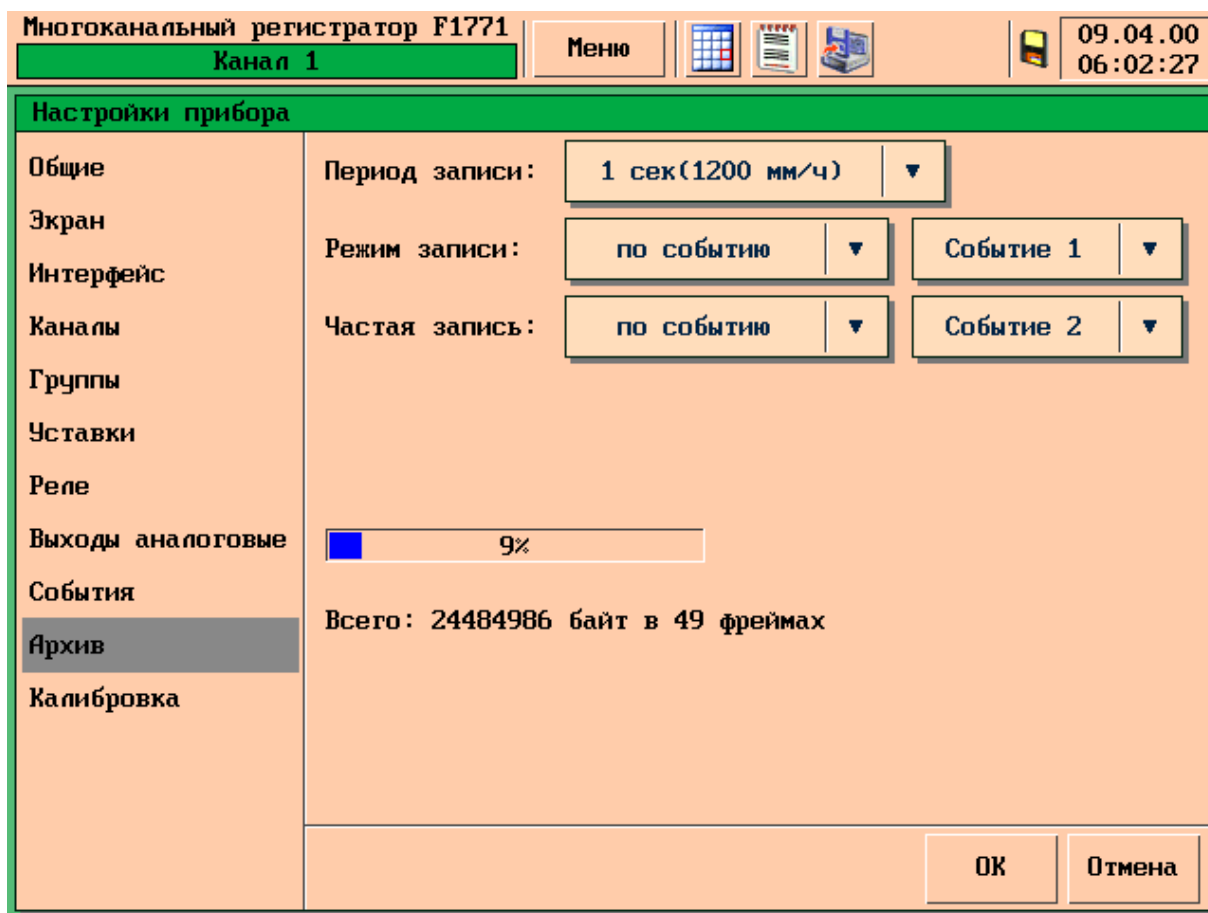 Многоканальный регистратор F1771
Канал 1
Меню
09.04.00
06:02:27
Настройки прибора
Общие
Экран
Интерфейс
Каналы
Группы
Уставки
Реле
Выходы аналоговые
События
Архив
Калибровка
Период записи: 1 сек(1200 мм/ч)
Режим записи: по событию Событие 1
Частая запись: по событию Событие 2
9%
Всего: 24484986 байт в 49 фреймах
ОК Отмена